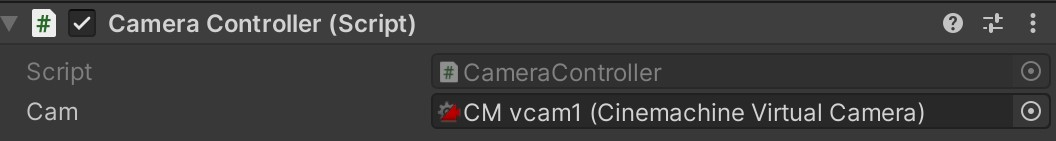 # Camera Controller (Script)
Script # CameraController
Cam CM vcam1 (Cinemachine Virtual Camera)